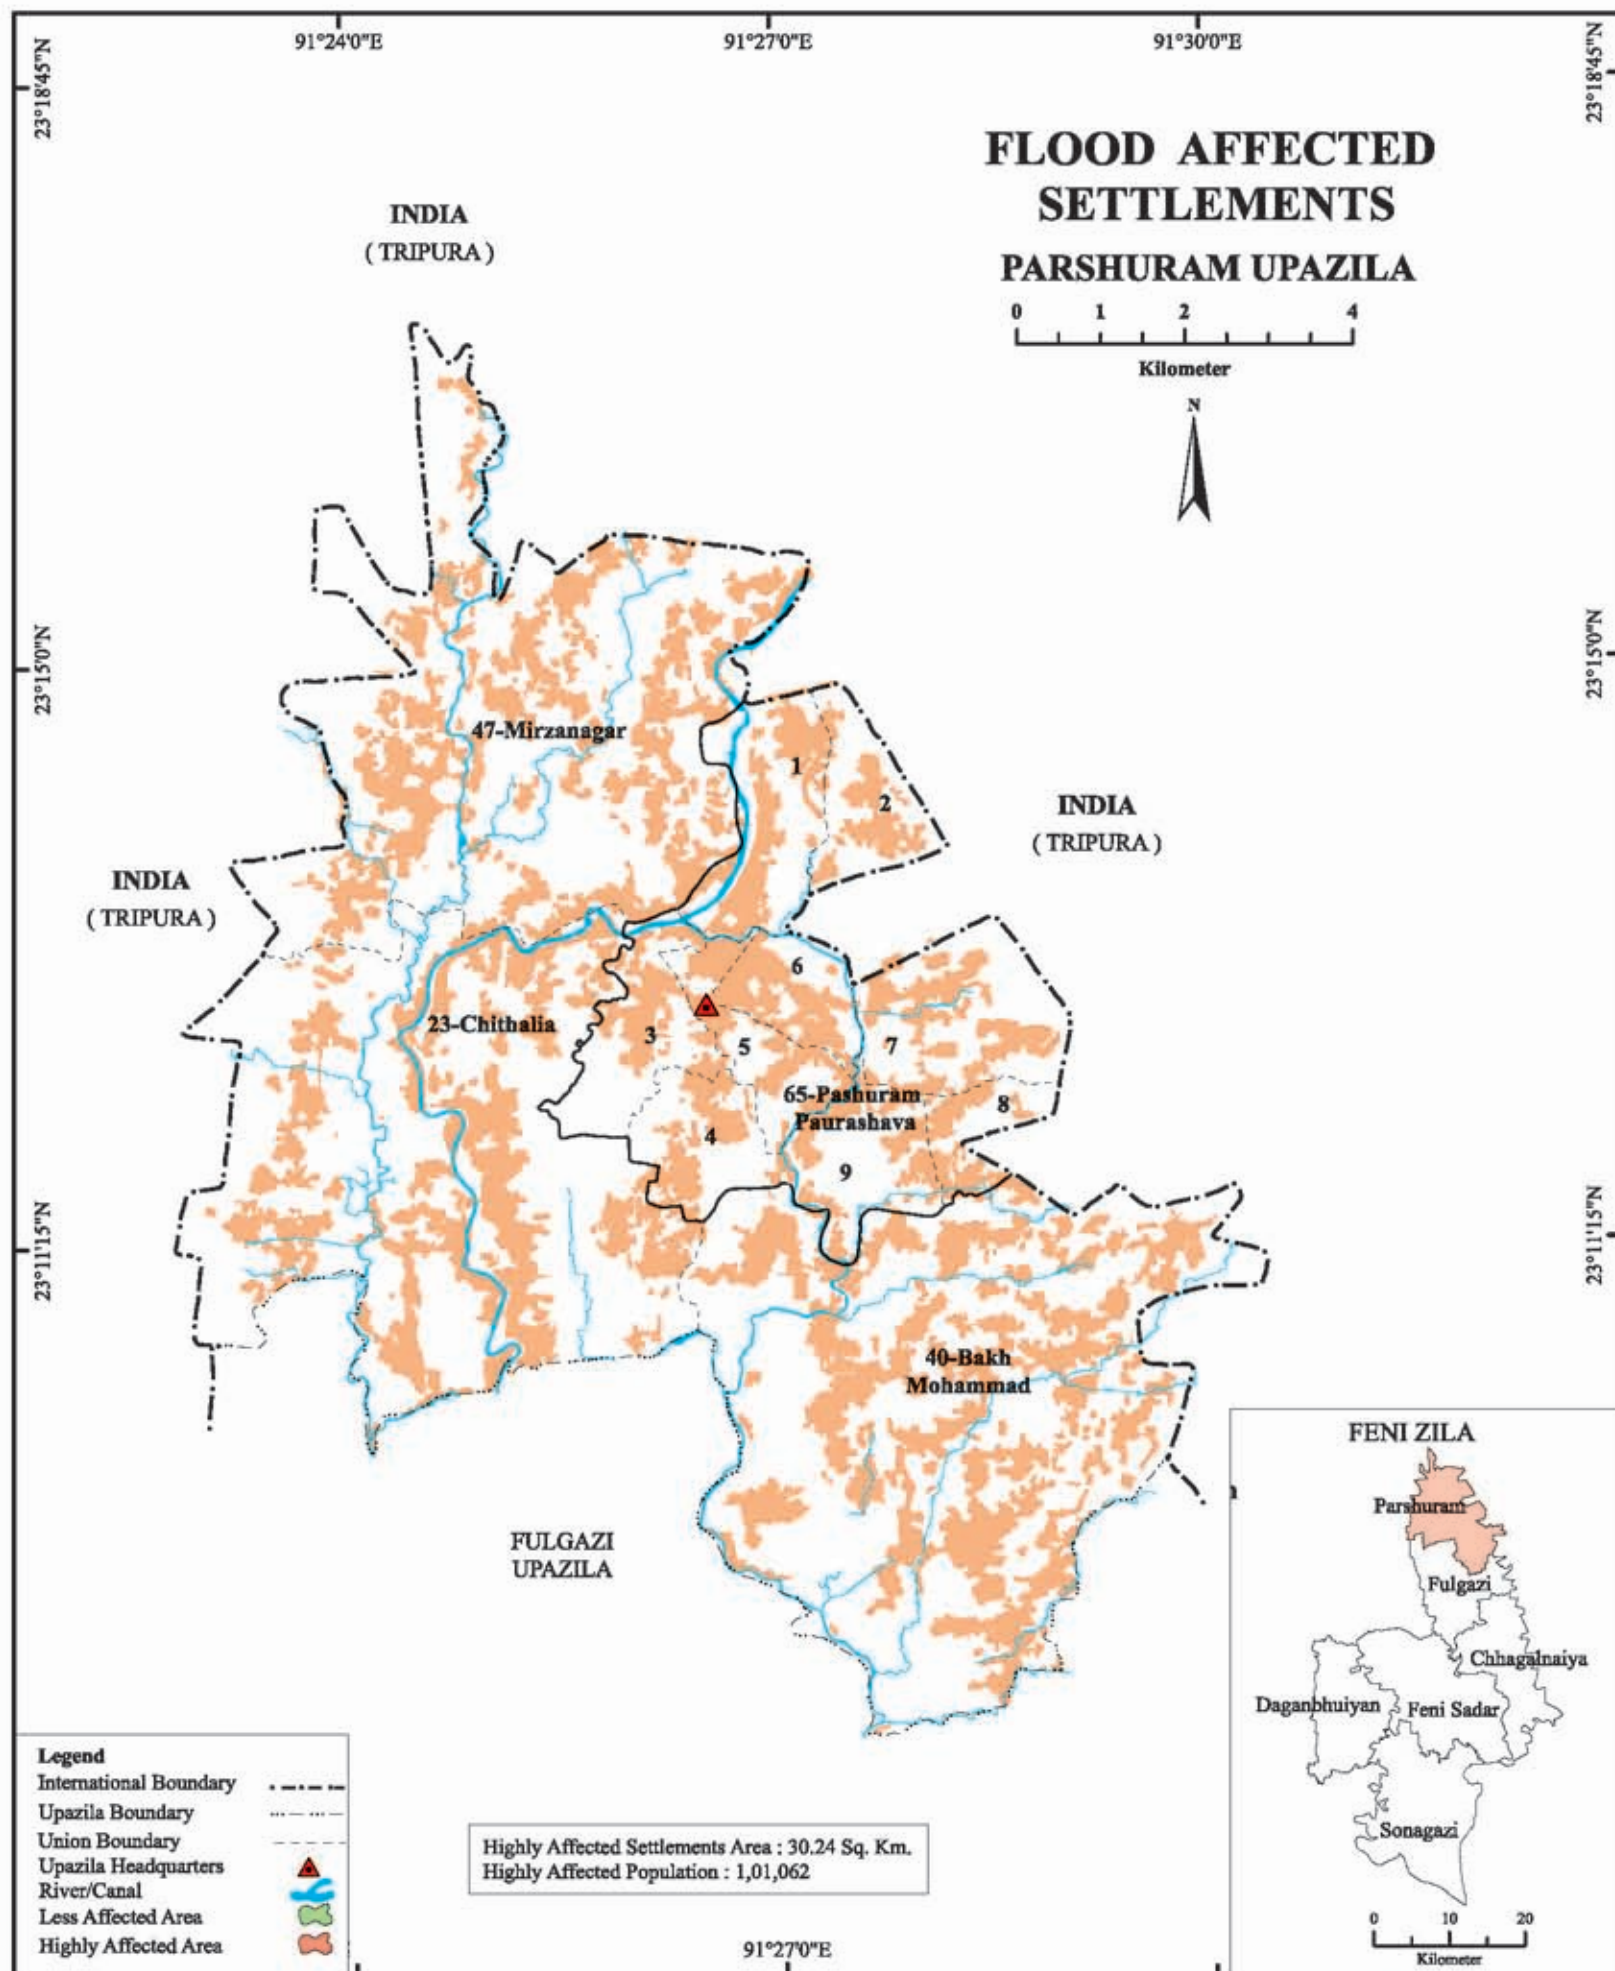 91°24'0"E
91°27'0"E
91°30'0"E
23°18'45"N
23°18'45"N
FLOOD AFFECTED
SETTLEMENTS
PARSHURAM UPAZILA
0 1 2 4
Kilometer
N
INDIA
( TRIPURA )
23°15'0"N
23°15'0"N
47-Mirzanagar
1
2
INDIA
( TRIPURA )
INDIA
( TRIPURA )
6
23-Chithalia
3
5
7
65-Pashuram
Paurashava
8
4
9
23°11'15"N
23°11'15"N
40-Bakh
Mohammad
FULGAZI
UPAZILA
FENI ZILA
Parshuram
Fulgazi
Chhagalnaiya
Daganbhuiyan
Feni Sadar
Sonagazi
0 10 20
Kilometer
Legend
International Boundary
Upazila Boundary
Union Boundary
Upazila Headquarters
River/Canal
Less Affected Area
Highly Affected Area
Highly Affected Settlements Area : 30.24 Sq. Km.
Highly Affected Population : 1,01,062
91°27'0"E